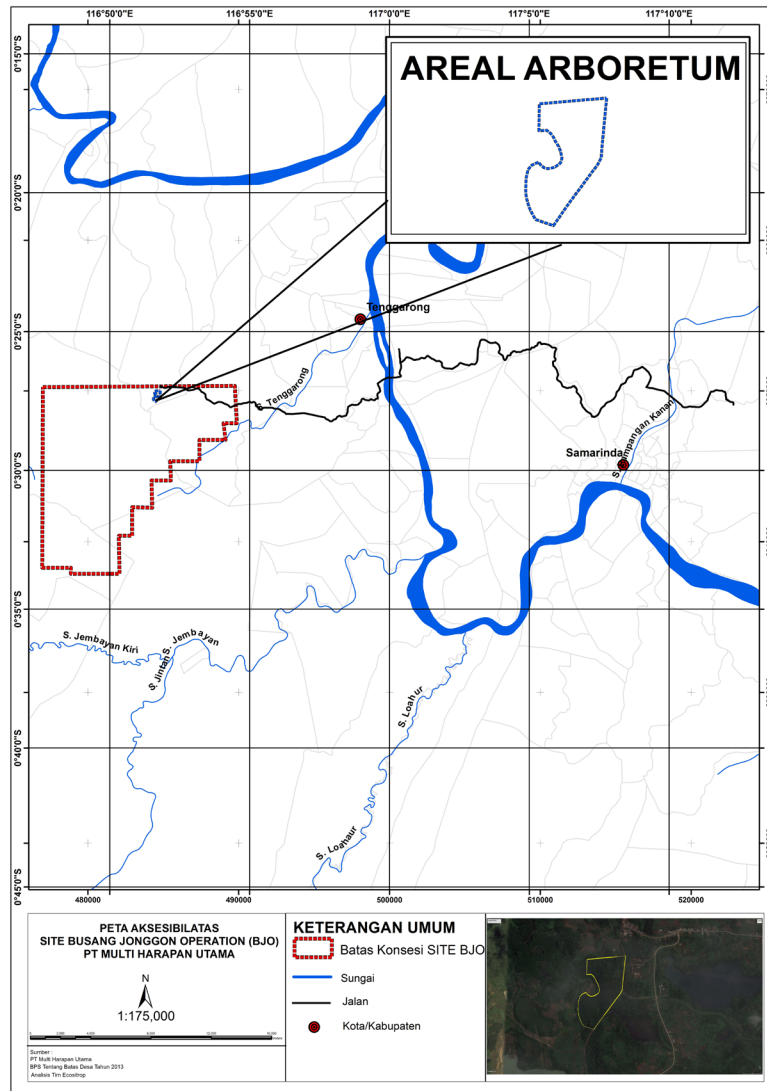 116°50'0"E 116°55'0"E 117°0'0"E 117°5'0"E 117°10'0"E
0°15'0"S
AREAL ARBORETUM
0°20'0"S
Tenggarong
0°25'0"S
S. Tenggarong
Samarinda
0°30'0"S
0°35'0"S
S. Jembayan Kiri
S. Jembayan
S. Jintan
S. Loahaur
0°40'0"S
S. Loahaur
0°45'0"S
480000 490000 500000 510000 520000
PETA AKSESIBILATAS
SITE BUSANG JONGGON OPERATION (BJO)
PT MULTI HARAPAN UTAMA
N
1:175,000
Sumber :
PT Multi Harapan Utama
BPS Tentang Batas Desa Tahun 2013
Analisis Tim Ecositrop
KETERANGAN UMUM
Batas Konsesi SITE BJO
Sungai
Jalan
Kota/Kabupaten